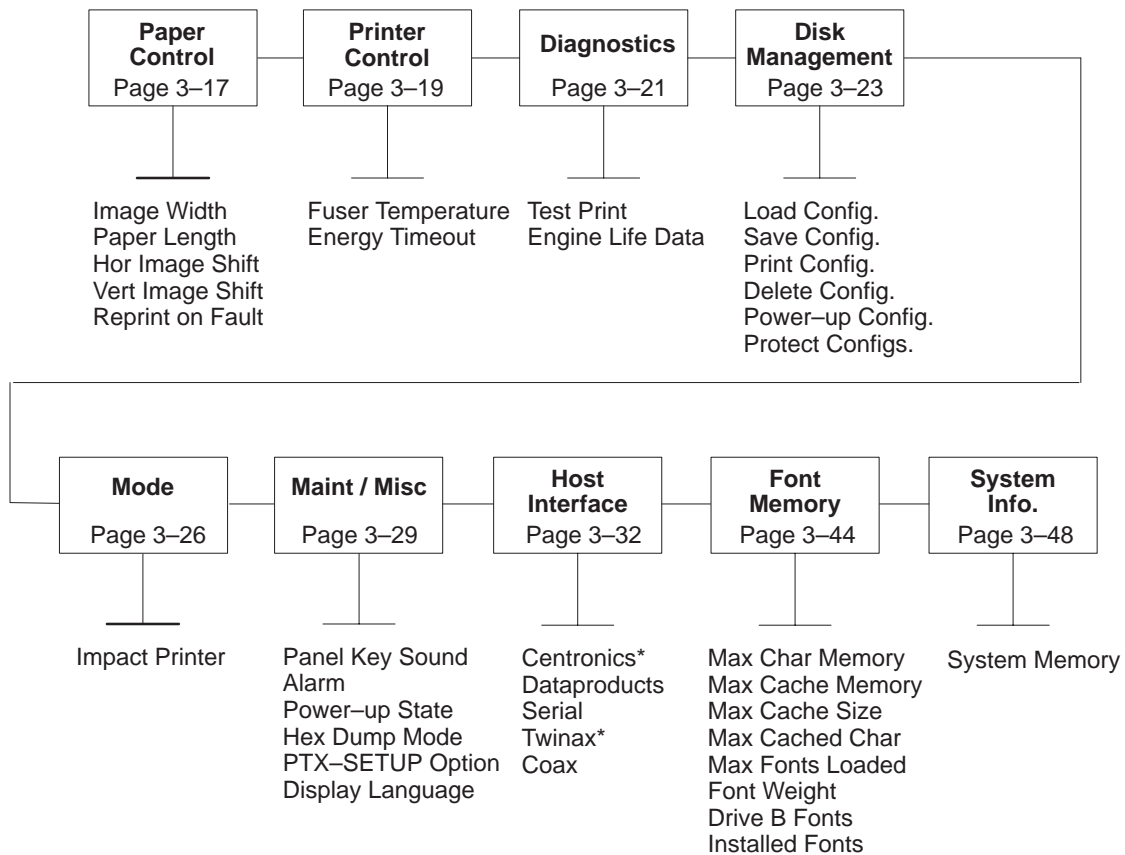 Paper
Control
Page 3–17
Printer
Control
Page 3–19
Diagnostics
Page 3–21
Disk
Management
Page 3–23
Image Width
Paper Length
Hor Image Shift
Vert Image Shift
Reprint on Fault
Fuser Temperature
Energy Timeout
Test Print
Engine Life Data
Load Config.
Save Config.
Print Config.
Delete Config.
Power–up Config.
Protect Configs.
Mode
Page 3–26
Maint / Misc
Page 3–29
Host
Interface
Page 3–32
Font
Memory
Page 3–44
System
Info.
Page 3–48
Impact Printer
Panel Key Sound
Alarm
Power–up State
Hex Dump Mode
PTX–SETUP Option
Display Language
Centronics*
Dataproducts
Serial
Twinax*
Coax
Max Char Memory
Max Cache Memory
Max Cache Size
Max Cached Char
Max Fonts Loaded
Font Weight
Drive B Fonts
Installed Fonts
System Memory